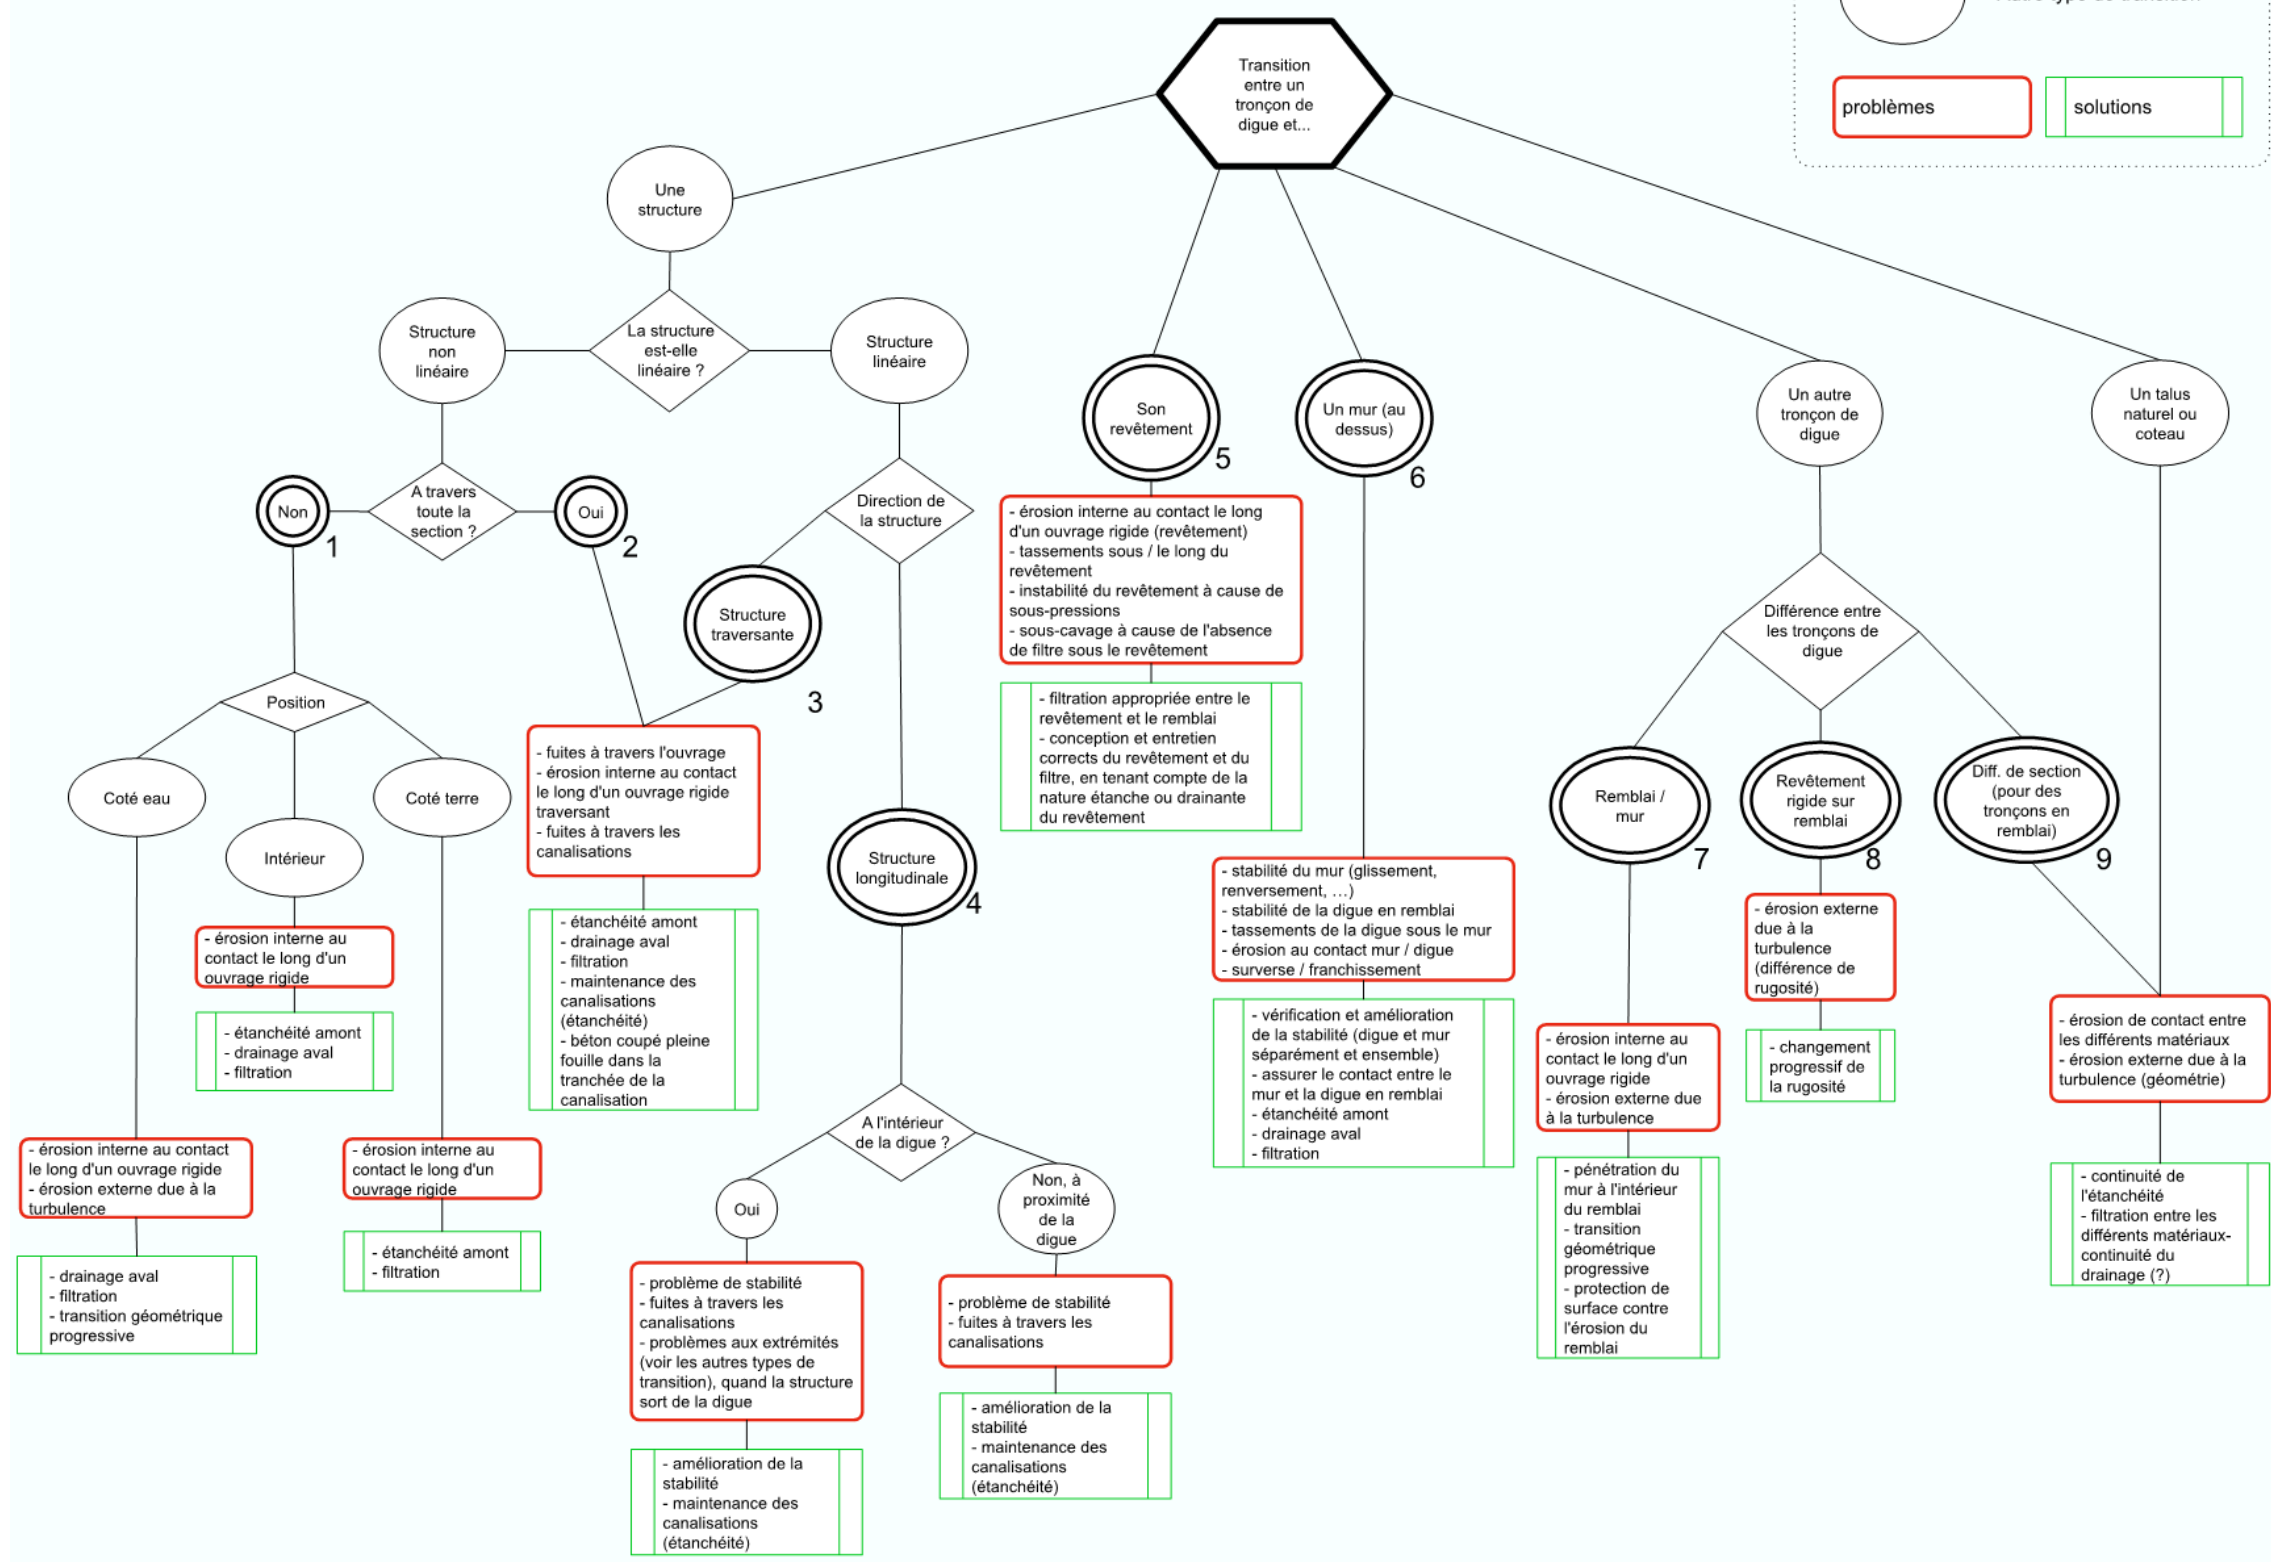 Transition
entre un
tronçon de
digue et...
problèmes
solutions
Une
structure
Structure
non
linéaire
La structure
est-elle
linéaire ?
Structure
linéaire
Son
revêtement
5
Un mur (au
dessus)
6
Un autre
tronçon de
digue
Un talus
naturel ou
coteau
Non
1
A travers
toute la
section ?
Oui
2
Direction de
la structure
Structure
traversante
3
- érosion interne au contact le long
d'un ouvrage rigide (revêtement)
- tassements sous / le long du
revêtement
- instabilité du revêtement à cause de
sous-pressions
- sous-cavage à cause de l'absence
de filtre sous le revêtement
- filtration appropriée entre le
revêtement et le remblai
- conception et entretien
corrects du revêtement et du
filtre, en tenant compte de la
nature étanche ou drainante
du revêtement
Différence entre
les tronçons de
digue
Position
Coté eau
Intérieur
Coté terre
- fuites à travers l'ouvrage
- érosion interne au contact
le long d'un ouvrage rigide
traversant
- fuites à travers les
canalisations
- étanchéité amont
- drainage aval
- filtration
- maintenance des
canalisations
(étanchéité)
- béton coupé pleine
fouille dans la
tranchée de la
canalisation
Structure
longitudinale
4
Remblai /
mur
7
Revêtement
rigide sur
remblai
8
Diff. de section
(pour des
tronçons en
remblai)
9
- érosion interne au
contact le long d'un
ouvrage rigide
- étanchéité amont
- drainage aval
- filtration
- stabilité du mur (glissement,
renversement, ...)
- stabilité de la digue en remblai
- tassements de la digue sous le mur
- érosion au contact mur / digue
- surverse / franchissement
- vérification et amélioration
de la stabilité (digue et mur
séparément et ensemble)
- assurer le contact entre le
mur et la digue en remblai
- étanchéité amont
- drainage aval
- filtration
- érosion externe
due à la
turbulence
(différence de
rugosité)
- changement
progressif de
la rugosité
- érosion interne au
contact le long d'un
ouvrage rigide
- érosion externe due
à la turbulence
- pénétration du
mur à l'intérieur
du remblai
- transition
géométrique
progressive
- protection de
surface contre
l'érosion du
remblai
- érosion de contact entre
les différents matériaux
- érosion externe due à la
turbulence (géométrie)
- continuité de
l'étanchéité
- filtration entre les
différents matériaux-
continuité du
drainage (?)
- érosion interne au contact
le long d'un ouvrage rigide
- érosion externe due à la
turbulence
- drainage aval
- filtration
- transition géométrique
progressive
- érosion interne au
contact le long d'un
ouvrage rigide
- étanchéité amont
- filtration
A l'intérieur
de la digue ?
Oui
Non, à
proximité
de la
digue
- problème de stabilité
- fuites à travers les
canalisations
- problèmes aux extrémités
(voir les autres types de
transition), quand la structure
sort de la digue
- amélioration de la
stabilité
- maintenance des
canalisations
(étanchéité)
- problème de stabilité
- fuites à travers les
canalisations
- amélioration de la
stabilité
- maintenance des
canalisations
(étanchéité)